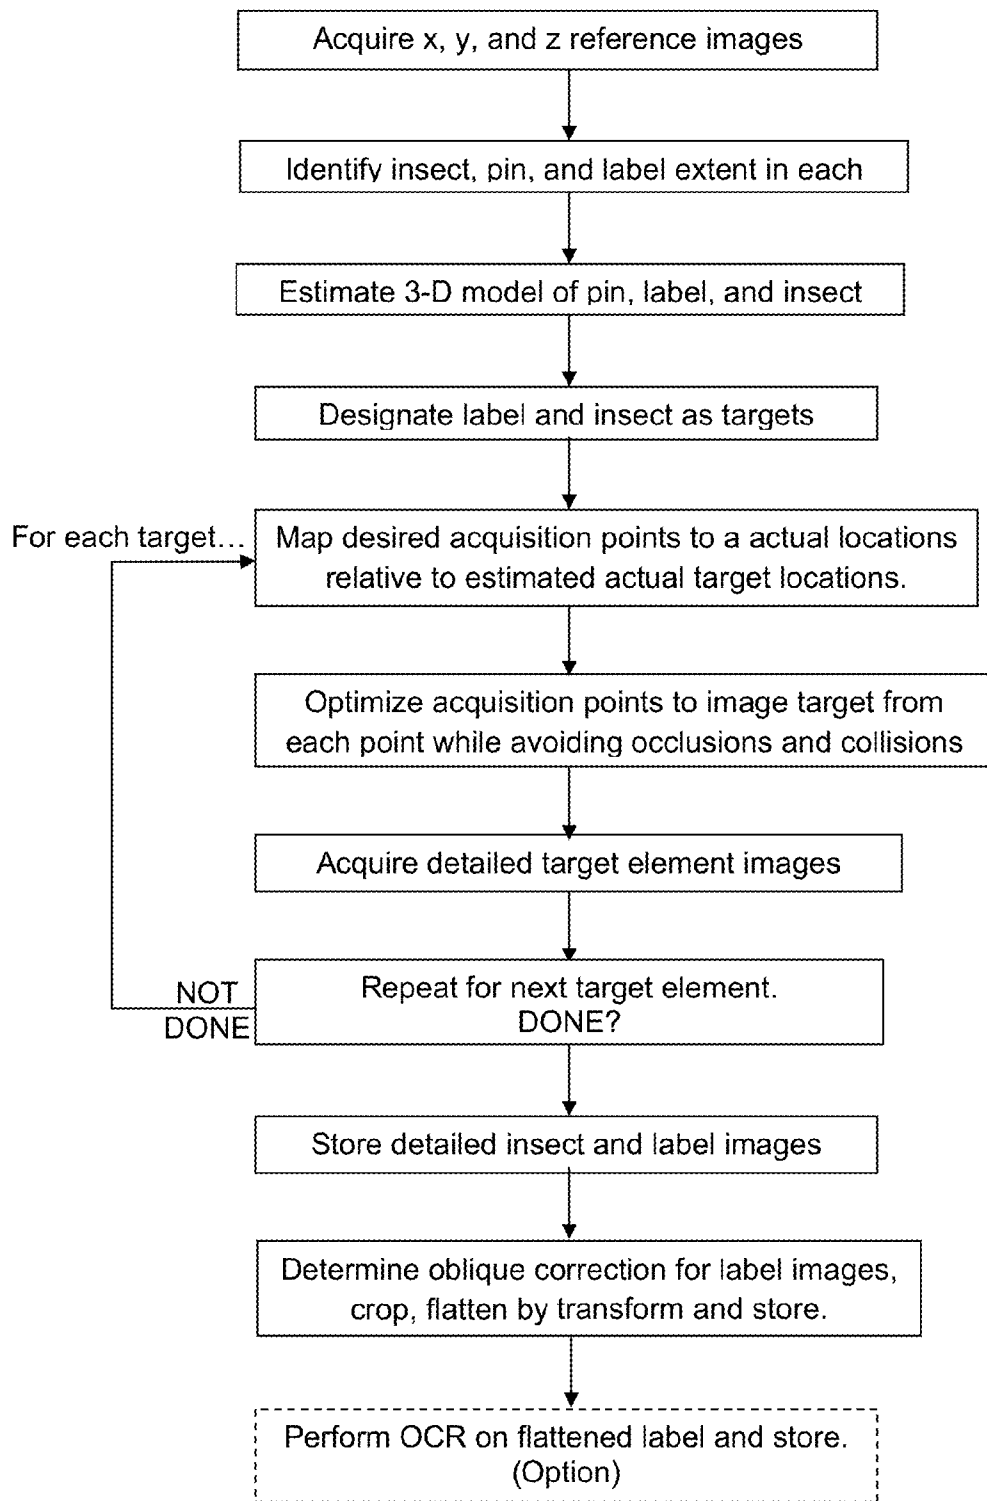 Acquire x, y, and z reference images
Identify insect, pin, and label extent in each
Estimate 3-D model of pin, label, and insect
Designate label and insect as targets
For each target...
Map desired acquisition points to a actual locations
relative to estimated actual target locations.
Optimize acquisition points to image target from
each point while avoiding occlusions and collisions
Acquire detailed target element images
Repeat for next target element.
DONE?
NOT
DONE
Store detailed insect and label images
Determine oblique correction for label images,
crop, flatten by transform and store.
Perform OCR on flattened label and store.
(Option)